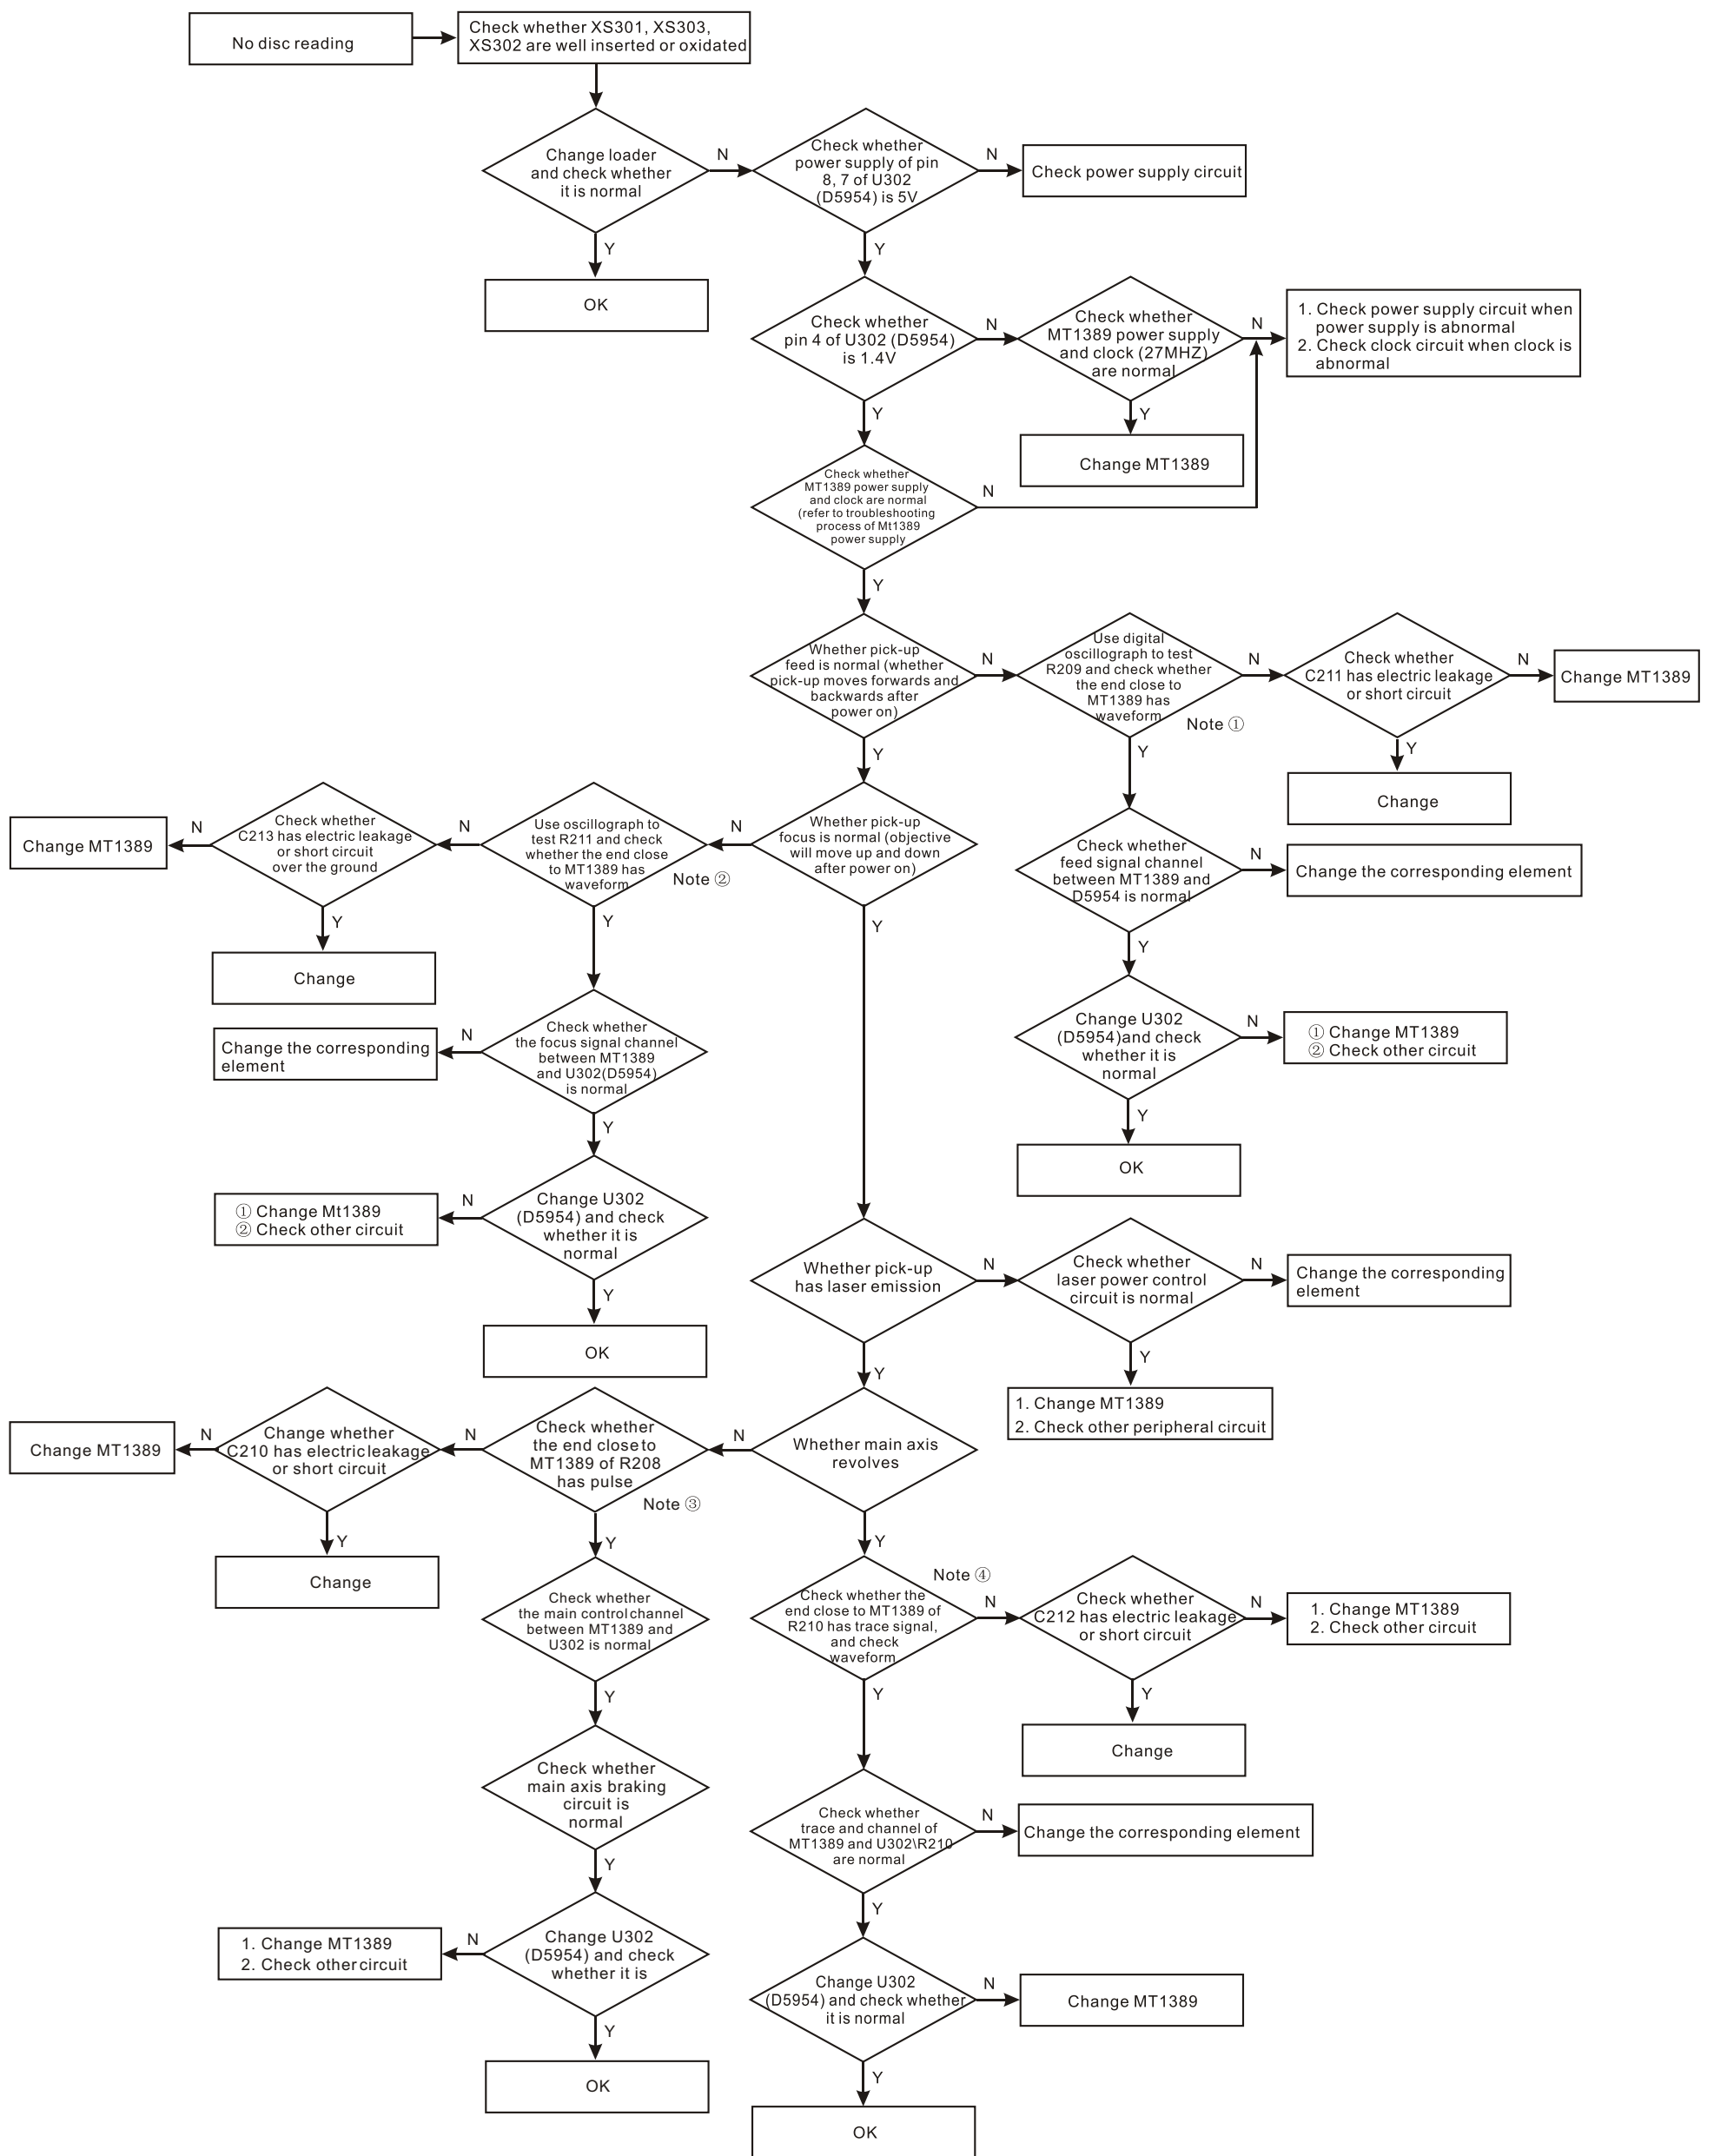 No disc reading
Check whether XS301, XS303,
XS302 are well inserted or oxidated
Change loader
and check whether
it is normal
N
Check whether
power supply of pin
8, 7 of U302
(D5954) is 5V
N
Check power supply circuit
Y
OK
Y
Check whether
pin 4 of U302 (D5954)
is 1.4V
N
Check whether
MT1389 power supply
and clock (27MHZ)
are normal
N
1. Check power supply circuit when
power supply is abnormal
2. Check clock circuit when clock is
abnormal
Y
Y
Change MT1389
Check whether
MT1389 power supply
and clock are normal
(refer to troubleshooting
process of Mt1389
power supply
N
Y
Whether pick-up
feed is normal (whether
pick-up moves forwards and
backwards after
power on)
N
Use digital
oscillograph to test
R209 and check whether
the end close to
MT1389 has
waveform
Note ①
N
Check whether
C211 has electric leakage
or short circuit
N
Change MT1389
Y
Y
Y
Change
Change MT1389
N
Check whether
C213 has electric leakage
or short circuit
over the ground
N
Use oscillograph to
test R211 and check
whether the end close
to MT1389 has
waveform
Note ②
N
Whether pick-up
focus is normal (objective
will move up and down
after power on)
Check whether
feed signal channel
between MT1389 and
D5954 is normal
N
Change the corresponding element
Y
Y
Y
Y
Change
Change the corresponding
element
N
Check whether
the focus signal channel
between MT1389
and U302(D5954)
is normal
Change U302
(D5954)and check
whether it is
normal
N
① Change MT1389
② Check other circuit
Y
Y
OK
① Change Mt1389
② Check other circuit
N
Change U302
(D5954) and check
whether it is
normal
Y
OK
Whether pick-up
has laser emission
N
Check whether
laser power control
circuit is normal
N
Change the corresponding
element
Y
Y
1. Change MT1389
2. Check other peripheral circuit
Change MT1389
N
Change whether
C210 has electric leakage
or short circuit
N
Check whether
the end close to
MT1389 of R208
has pulse
Note ③
N
Whether main axis
revolves
Y
Y
Y
Change
Check whether
the main control channel
between MT1389 and
U302 is normal
Note ④
Check whether the
end close to MT1389 of
R210 has trace signal,
and check
waveform
N
Check whether
C212 has electric leakage
or short circuit
N
1. Change MT1389
2. Check other circuit
Y
Y
Y
Change
Check whether
main axis braking
circuit is
normal
Check whether
trace and channel of
MT1389 and U302\R210
are normal
N
Change the corresponding element
Y
Y
1. Change MT1389
2. Check other circuit
N
Change U302
(D5954) and check
whether it is
Change U302
(D5954) and check whether
it is normal
N
Change MT1389
Y
Y
OK
OK